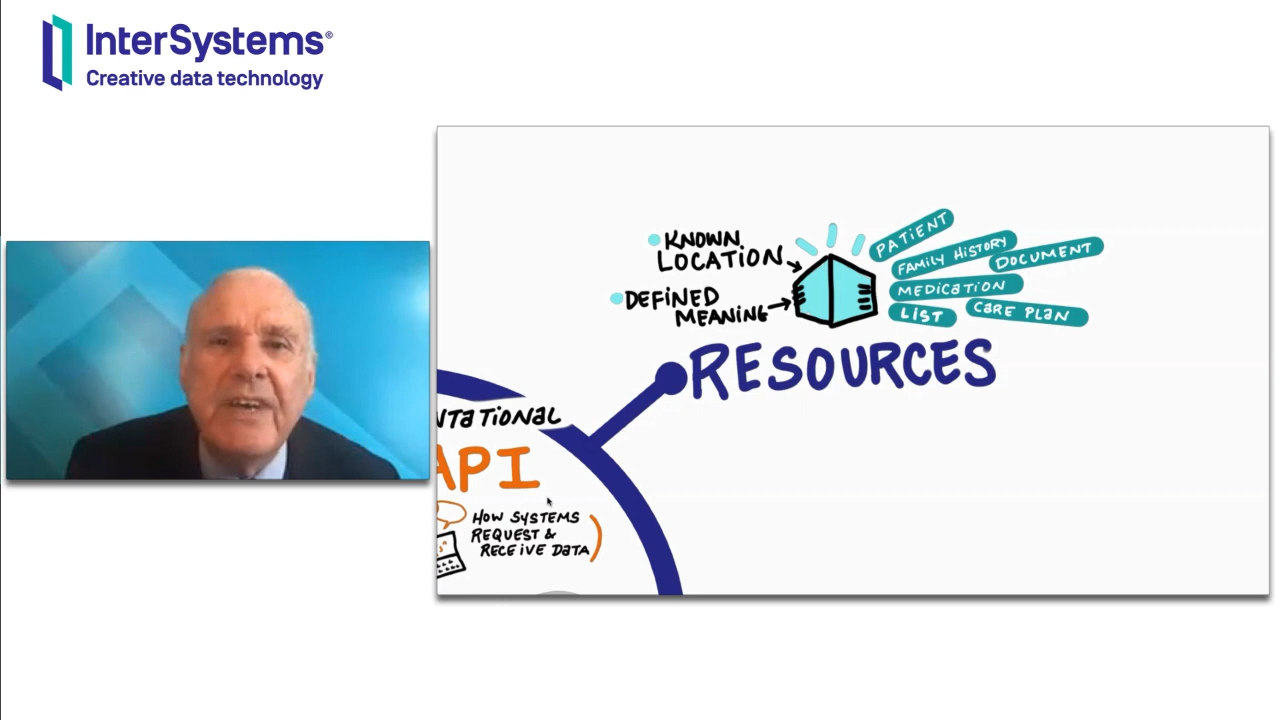 InterSystems®
Creative data technology
KNOWN
LOCATION
DEFINED
MEANING
PATIENT
FAMILY HISTORY
DOCUMENT
MEDICATION
LIST
CARE PLAN
RESOURCES
NTATIONAL
API
HOW SYSTEMS
REQUEST &
RECEIVE DATA